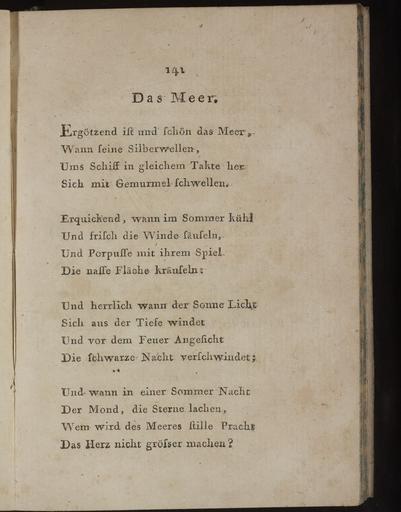 141
Das Meer.
Ergötzend iſt und ſchön das Meer,
Wann ſeine Silberwellen,
Ums Schiff in gleichem Takte her
Sich mit Gemurmel ſchwellen.
Erquickend, wann im Sommer kühl
Und friſch die Winde ſäuſeln,
Und Porpuſſe mit ihrem Spiel
Die naſſe Fläche kräuſeln:
Und herrlich wann der Sonne Licht
Sich aus der Tiefe windet
Und vor dem Feuer Angeſicht
Die ſchwarze Nacht verſchwindet;
Und wann in einer Sommer Nacht
Der Mond, die Sterne lachen,
Wem wird des Meeres ſtille Pracht
Das Herz nicht gröſser machen?